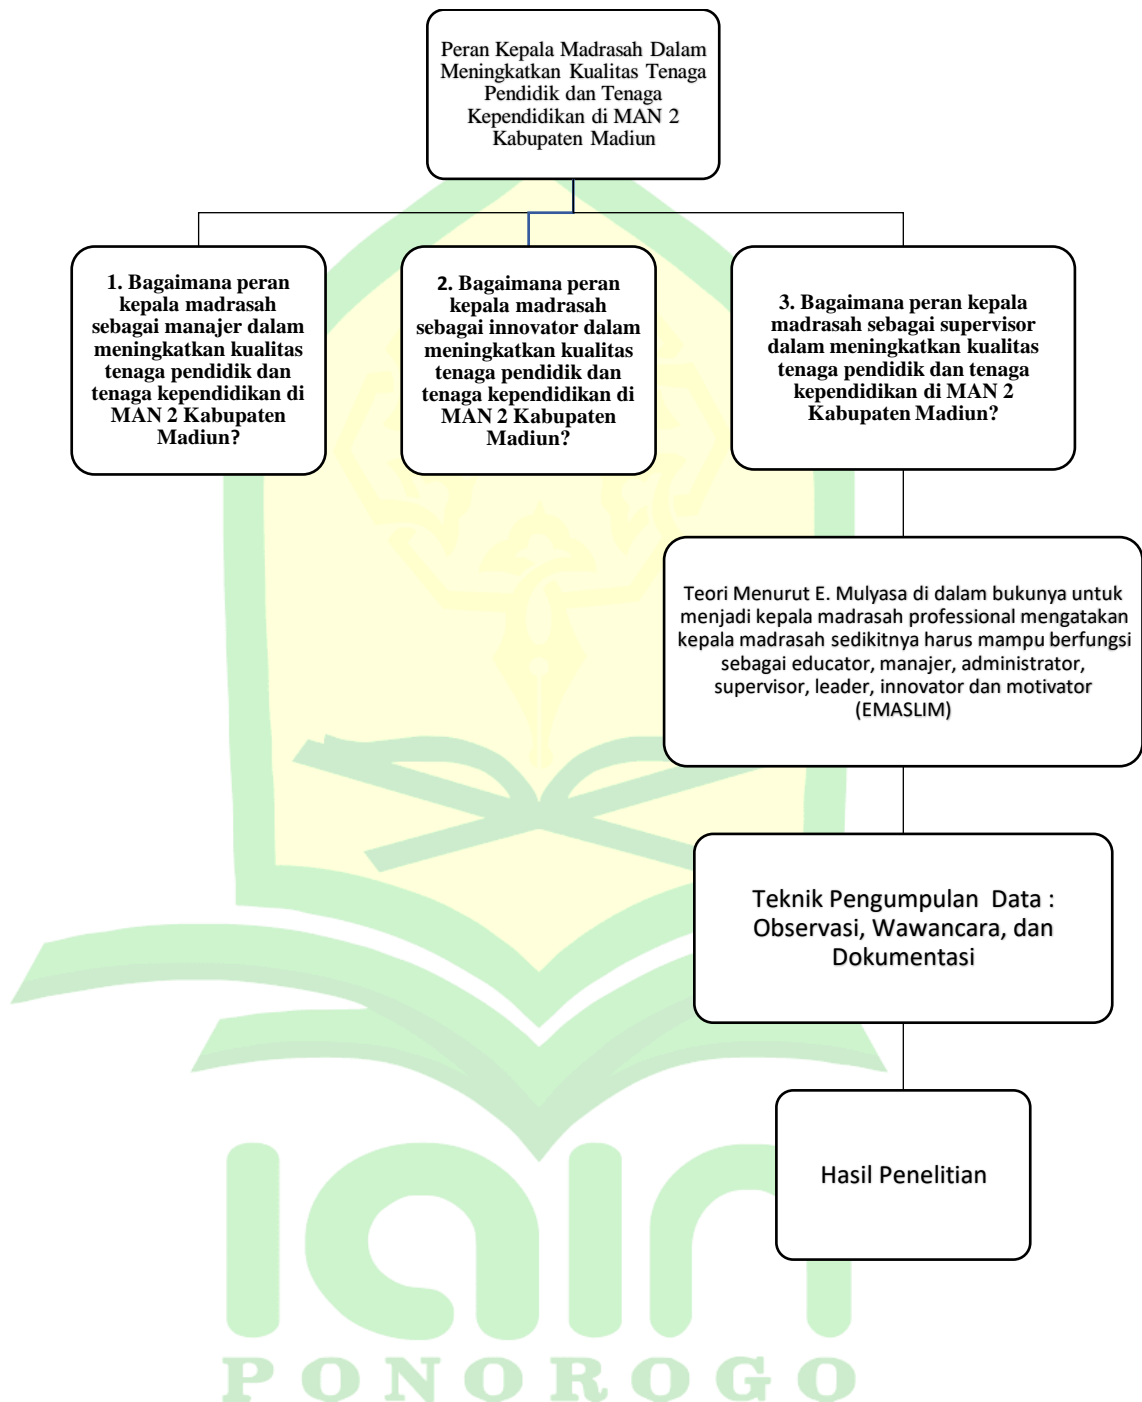 Peran Kepala Madrasah Dalam
Meningkatkan Kualitas Tenaga
Pendidik dan Tenaga
Kependidikan di MAN 2
Kabupaten Madiun
1. Bagaimana peran
kepala madrasah
sebagai manajer dalam
meningkatkan kualitas
tenaga pendidik dan
tenaga kependidikan di
MAN 2 Kabupaten
Madiun?
2. Bagaimana peran
kepala madrasah
sebagai innovator dalam
meningkatkan kualitas
tenaga pendidik dan
tenaga kependidikan di
MAN 2 Kabupaten
Madiun?
3. Bagaimana peran kepala
madrasah sebagai supervisor
dalam meningkatkan kualitas
tenaga pendidik dan tenaga
kependidikan di MAN 2
Kabupaten Madiun?
Teori Menurut E. Mulyasa di dalam bukunya untuk
menjadi kepala madrasah professional mengatakan
kepala madrasah sedikitnya harus mampu berfungsi
sebagai educator, manajer, administrator,
supervisor, leader, innovator dan motivator
(EMASLIM)
Teknik Pengumpulan Data :
Observasi, Wawancara, dan
Dokumentasi
Hasil Penelitian
iain
PONOROGO